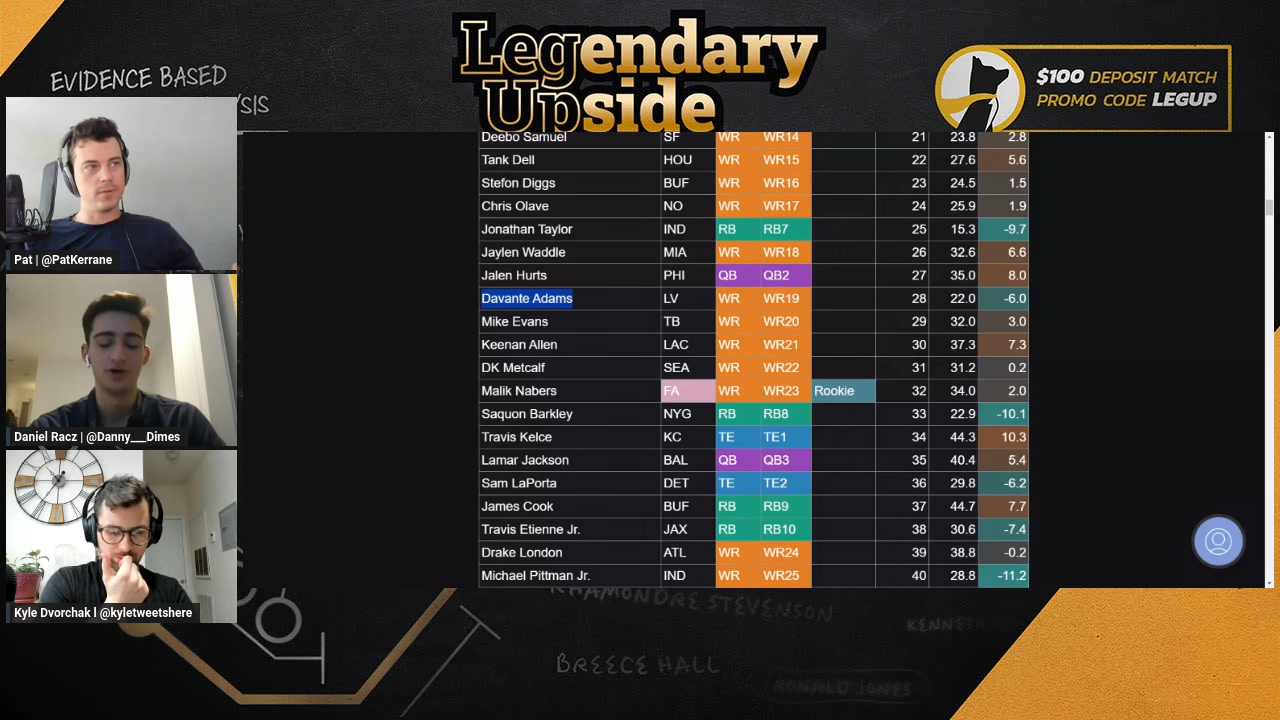 EVIDENCE BASED
YSIS
Legendary
Upside
$100 DEPOSIT MATCH
PROMO CODE LEGUP
Pat | @PatKerrane
Daniel Racz | @Danny___Dimes
Kyle Dvorchak l @kyletweetshere
Deebo Samuel SF WR WR14 21 23.8 2.8
Tank Dell HOU WR WR15 22 27.6 5.6
Stefon Diggs BUF WR WR16 23 24.5 1.5
Chris Olave NO WR WR17 24 25.9 1.9
Jonathan Taylor IND RB RB7 25 15.3 -9.7
Jaylen Waddle MIA WR WR18 26 32.6 6.6
Jalen Hurts PHI QB QB2 27 35.0 8.0
Davante Adams LV WR WR19 28 22.0 -6.0
Mike Evans TB WR WR20 29 32.0 3.0
Keenan Allen LAC WR WR21 30 37.3 7.3
DK Metcalf SEA WR WR22 31 31.2 0.2
Malik Nabers FA WR WR23 Rookie 32 34.0 2.0
Saquon Barkley NYG RB RB8 33 22.9 -10.1
Travis Kelce KC TE TE1 34 44.3 10.3
Lamar Jackson BAL QB QB3 35 40.4 5.4
Sam LaPorta DET TE TE2 36 29.8 -6.2
James Cook BUF RB RB9 37 44.7 7.7
Travis Etienne Jr. JAX RB RB10 38 30.6 -7.4
Drake London ATL WR WR24 39 38.8 -0.2
Michael Pittman Jr. IND WR WR25 40 28.8 -11.2
RHAMONDRE STEVENSON
KENNETH
BREECE HALL
RONALD JONES